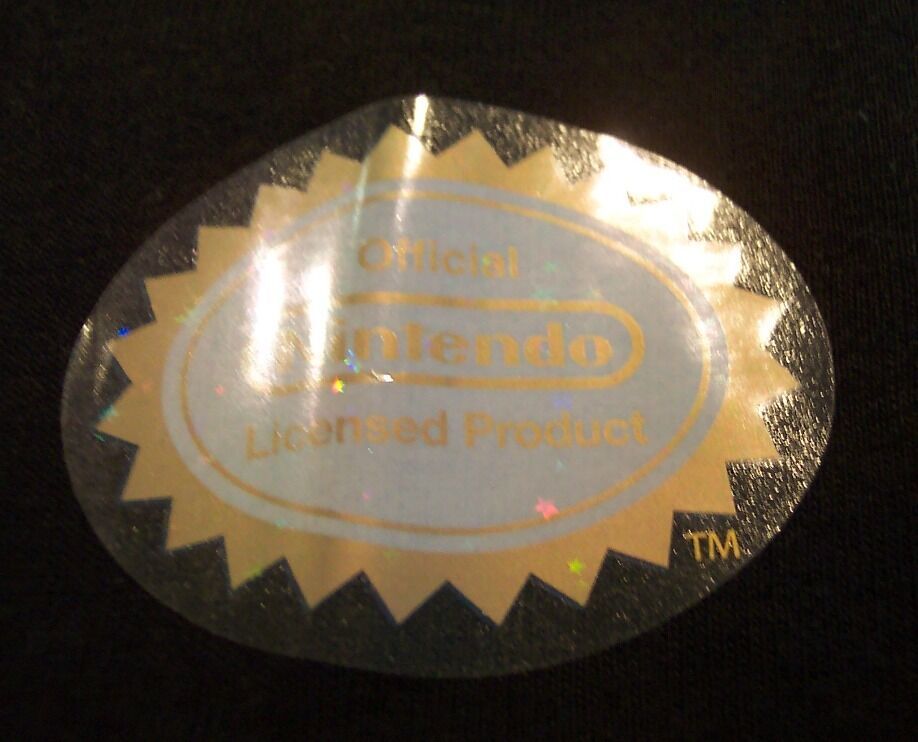 Official
Nintendo
Licensed Product
TM